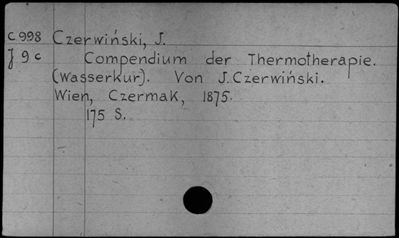 C 998 Czerwiński, J.
J 9 c Compendium der Thermotherapie.
(Wasserkur). Von J. Czerwiński.
Wien, Czermak, 1875.
175 S.